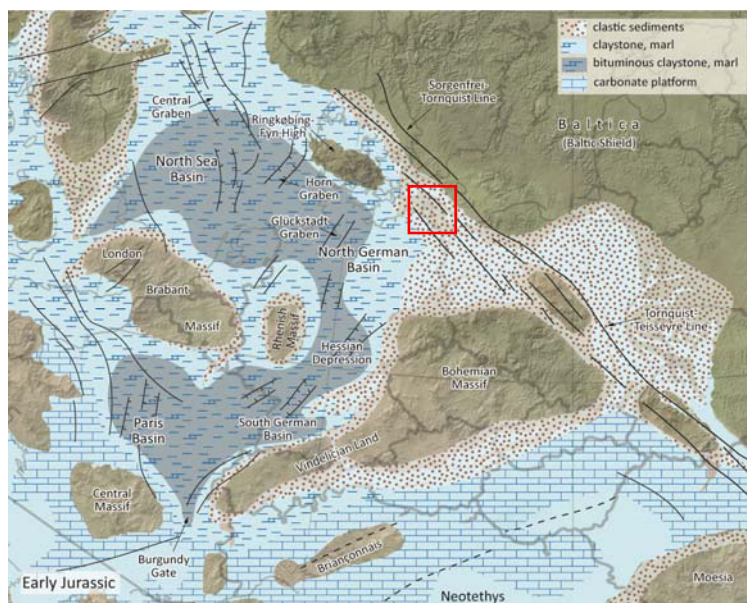 clastic sediments
claystone, marl
bituminous claystone, marl
carbonate platform
Sorgenfrei-
Tornquist Line
Central
Graben
Ringkøbing-
Fyn-High
Baltica
(Baltic Shield)
North Sea
Basin
Horn
Graben
Glückstadt
Graben
North German
Basin
London
Brabant
Massif
Rhenish
Massif
Tornquist-
Teisseyre Line
Hessian
Depression
Bohemian
Massif
Paris
Basin
South German
Basin
Vindelician Land
Central
Massif
Burgundy
Gate
Briançonnais
Moesia
Early Jurassic
Neotethys